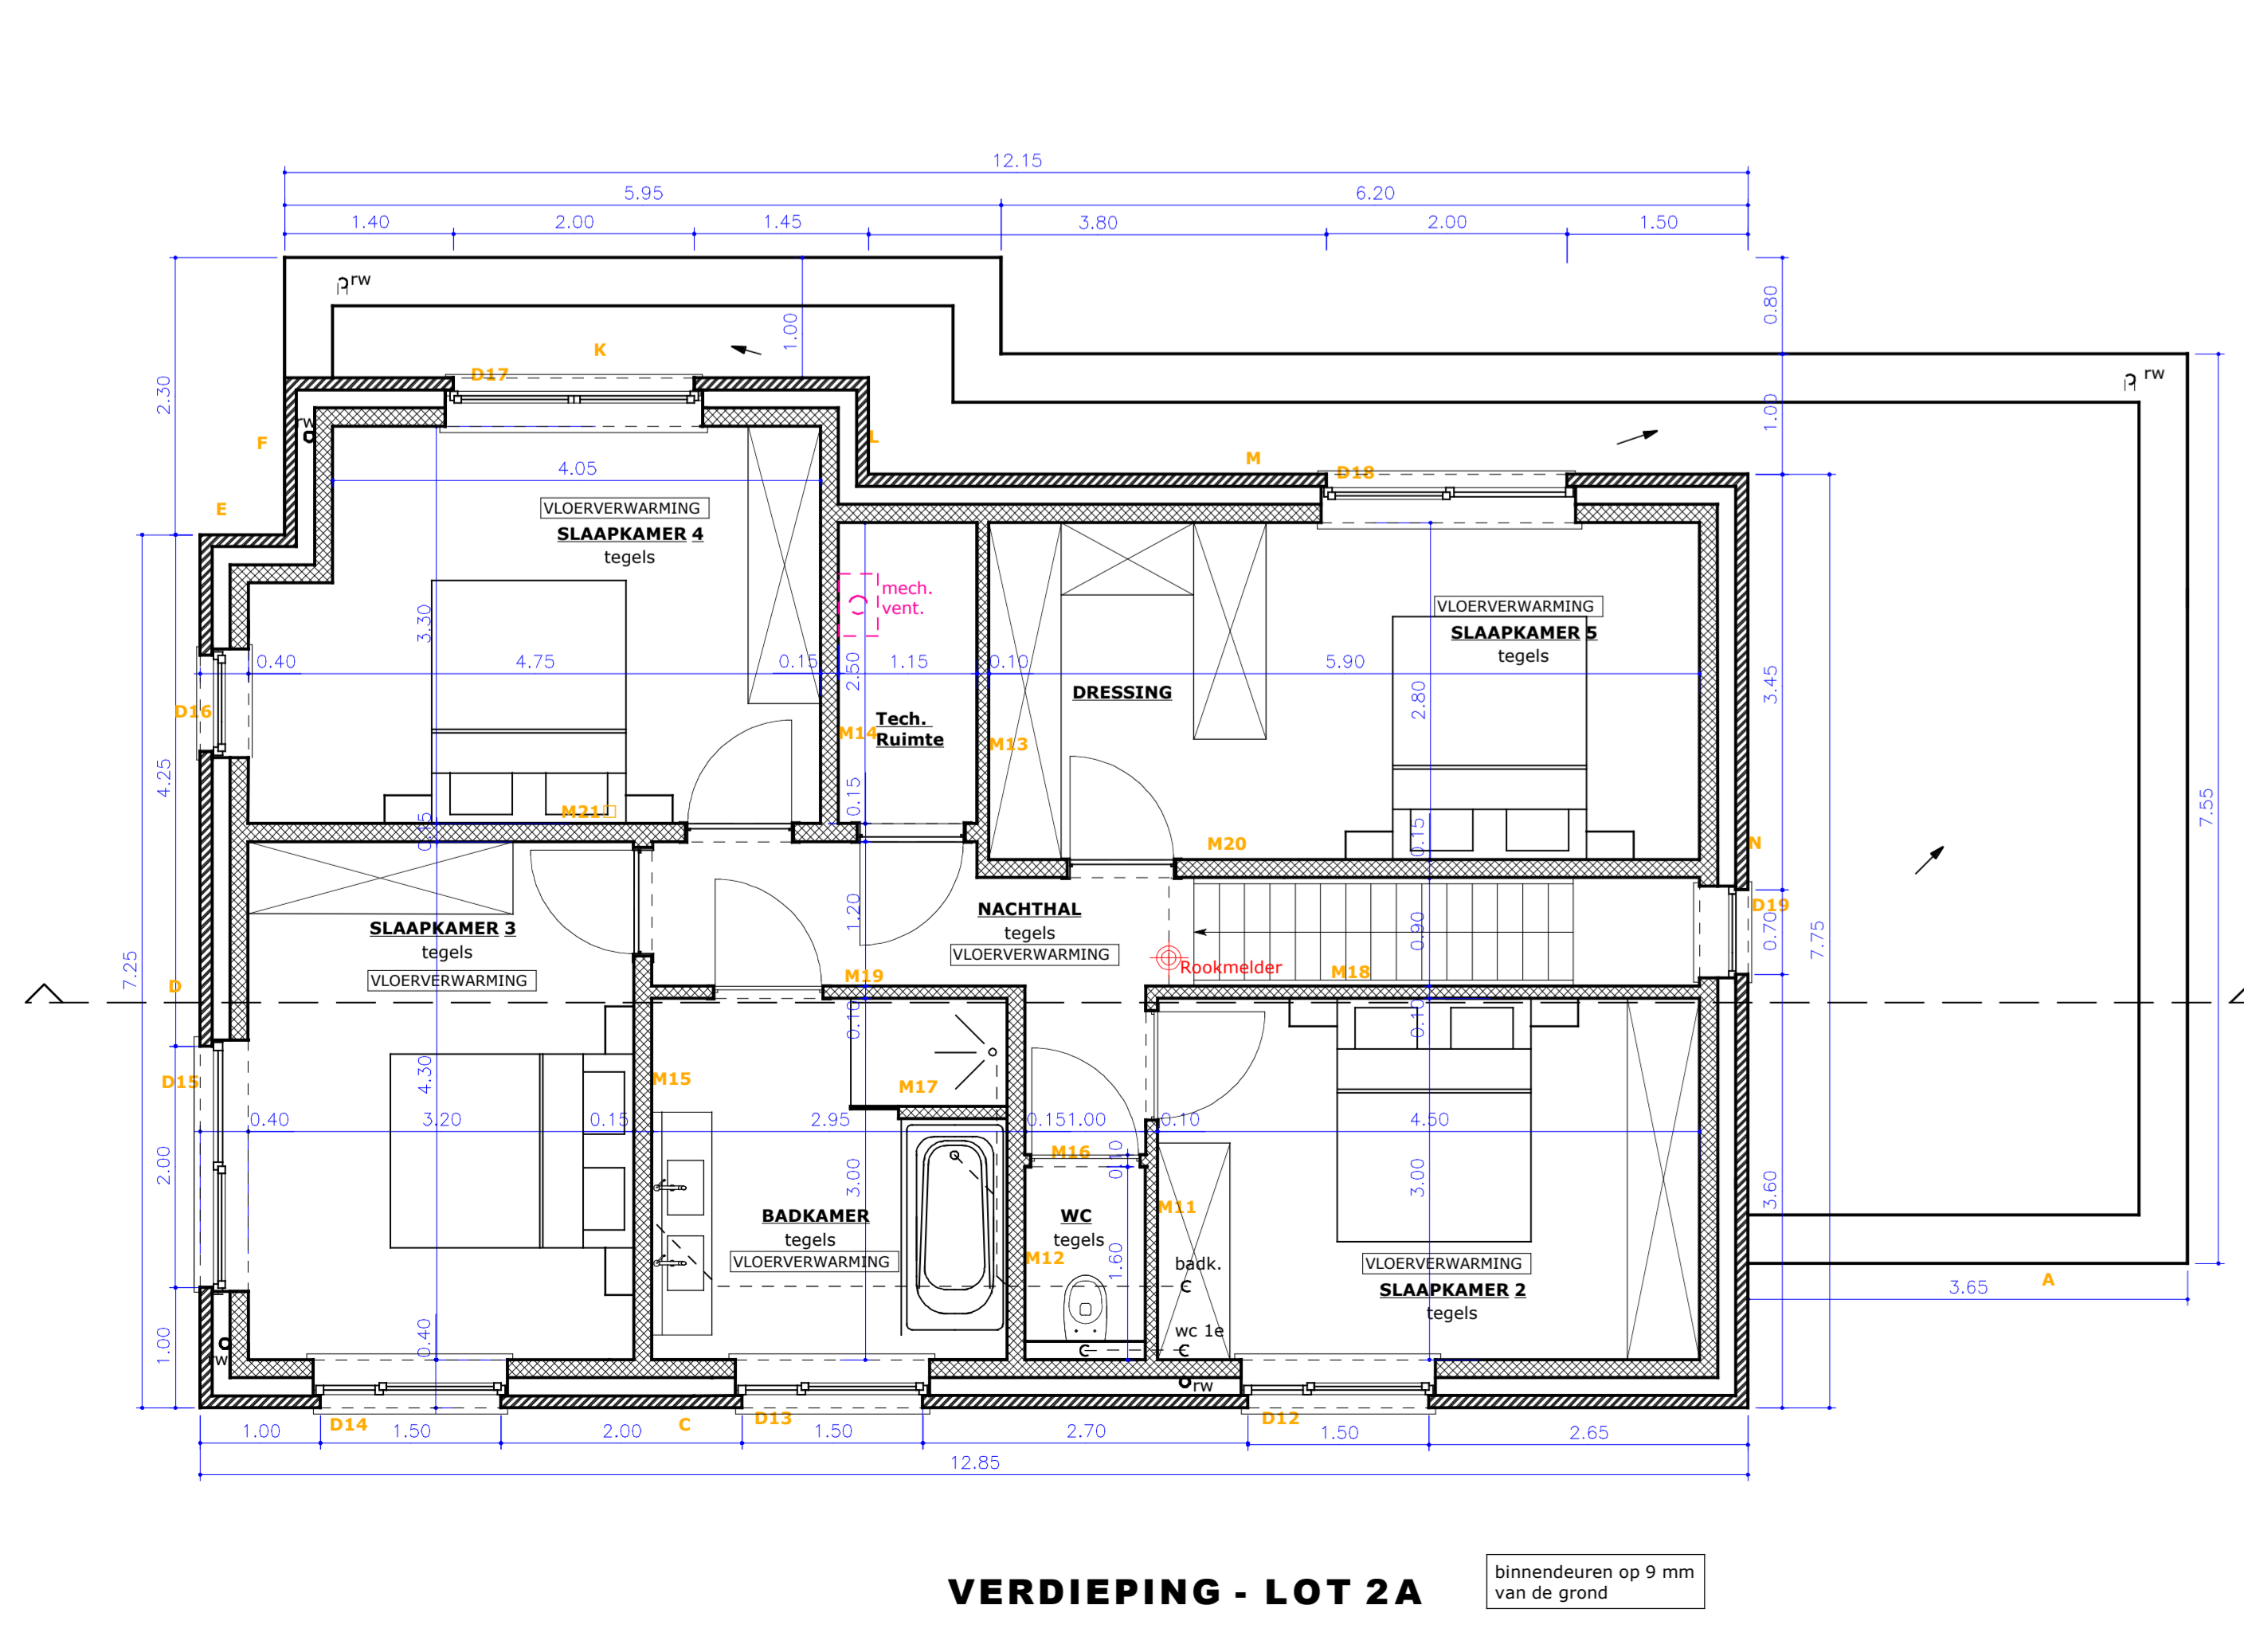 12.15
5.95 6.20
1.40 2.00 1.45 3.80 2.00 1.50
rw
0.80
1.00
K
D17
rw
2.30
1.00
rw
F
L
M
D18
4.05
E
VLOERVERWARMING
SLAAPKAMER 4
tegels
mech.
vent.
VLOERVERWARMING
SLAAPKAMER 5
tegels
3.30
0.40 4.75 0.15 2.50 1.15 0.10 5.90
3.45
DRESSING
2.80
D16
Tech.
Ruimte
M14
M13
4.25
0.15
7.55
M21
0.15
0.15
M20
N
NACHTHAL
tegels
VLOERVERWARMING
1.20
0.90
D19
0.70
7.75
SLAAPKAMER 3
tegels
VLOERVERWARMING
7.25
D
M19
Rookmelder
M18
0.10
0.10
4.30
D15
M15
M17
0.40 3.20 0.15 2.95 0.15 1.00 0.10 4.50
2.00
M16
0.10
3.00
3.00
3.60
M11
BADKAMER
tegels
VLOERVERWARMING
WC
tegels
M12
1.60
badk.
VLOERVERWARMING
SLAAPKAMER 2
tegels
A
3.65
1.00
0.40
rw
wc 1e
rw
D14 C D13 D12
1.00 1.50 2.00 1.50 2.70 1.50 2.65
12.85
VERDIEPING - LOT 2A
binnendeuren op 9 mm
van de grond